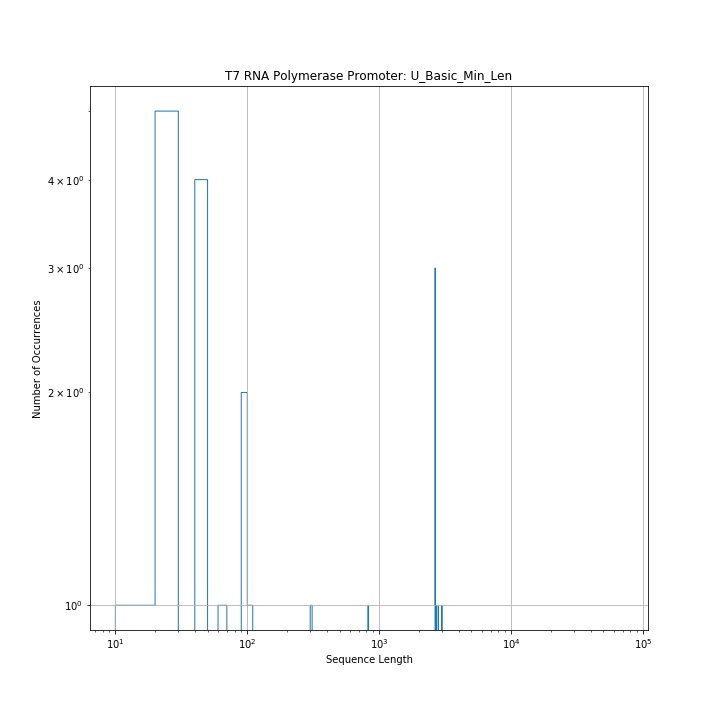 T7 RNA Polymerase Promoter: U_Basic_Min_Len
Number of Occurrences
4 × 10⁰
3 × 10⁰
2 × 10⁰
10⁰
10¹ 10² 10³ 10⁴ 10⁵
Sequence Length